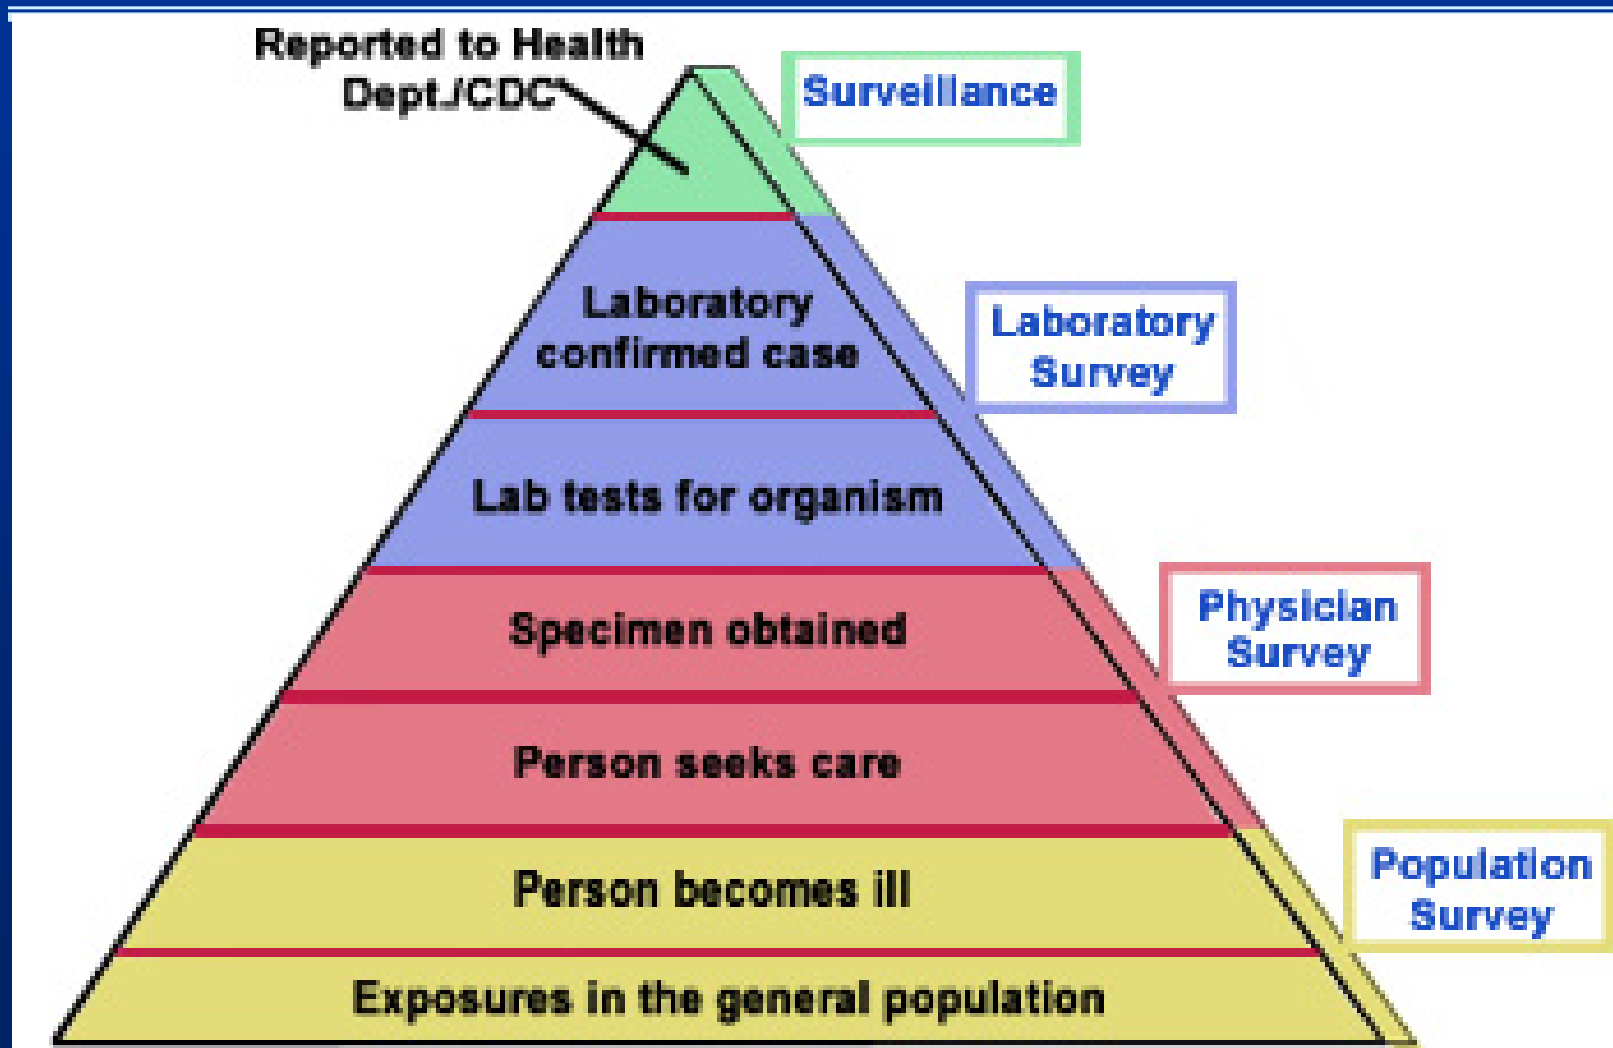 Reported to Health
Dept./CDC
Surveillance
Laboratory
confirmed case
Laboratory
Survey
Lab tests for organism
Specimen obtained
Physician
Survey
Person seeks care
Person becomes ill
Population
Survey
Exposures in the general population